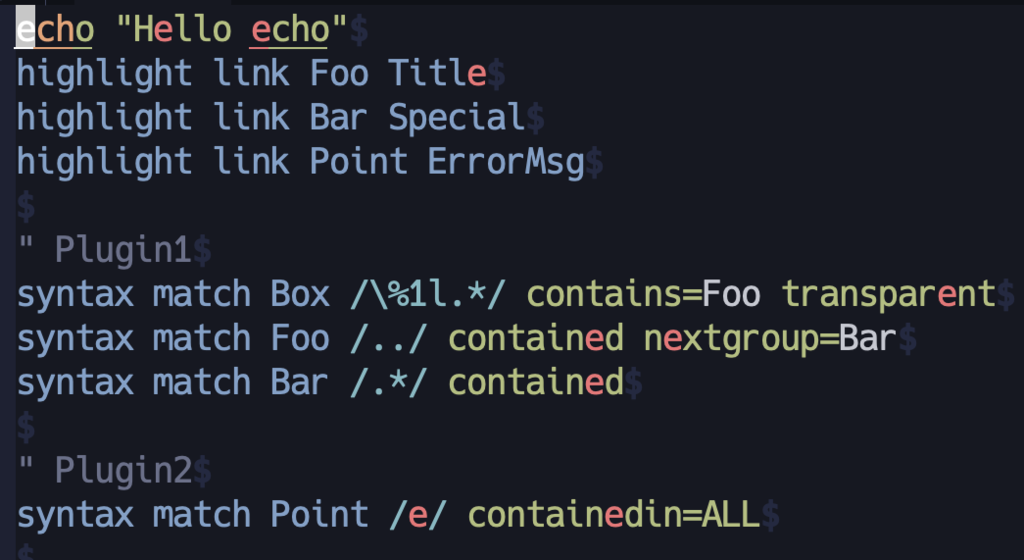 echo "Hello echo"$
highlight link Foo Title$
highlight link Bar Special$
highlight link Point ErrorMsg$
$
" Plugin1$
syntax match Box /\%1l.*/ contains=Foo transparent$
syntax match Foo /../ contained nextgroup=Bar$
syntax match Bar /.*/ contained$
$
" Plugin2$
syntax match Point /e/ containedin=ALL$
$